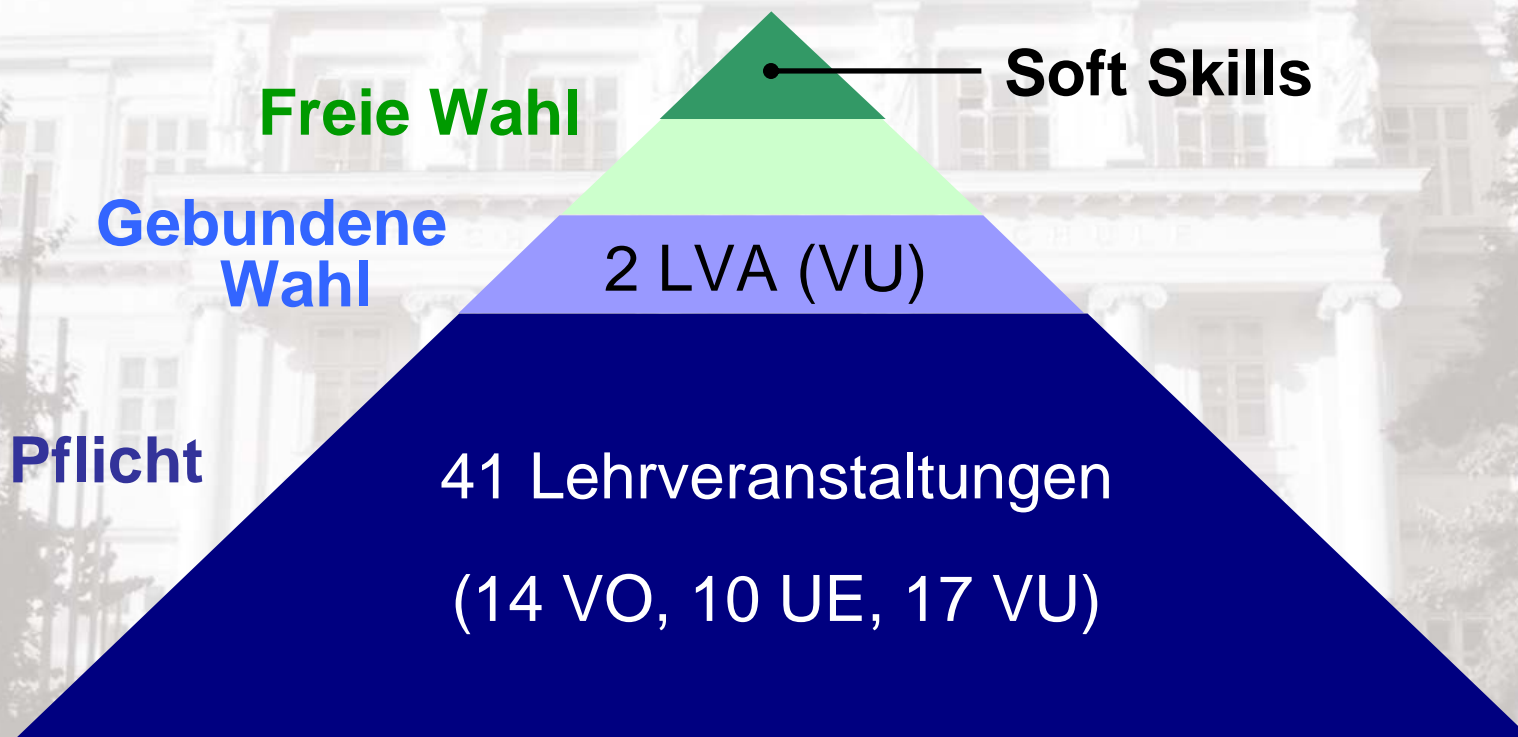 Soft Skills
Freie Wahl
Gebundene
Wahl
2 LVA (VU)
Pflicht
41 Lehrveranstaltungen
(14 VO, 10 UE, 17 VU)